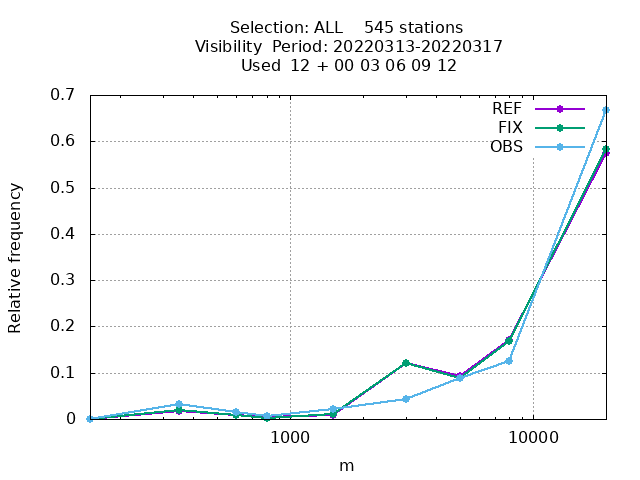 Selection: ALL    545 stations
Visibility  Period: 20220313-20220317
Used  12 + 00 03 06 09 12
0.7
0.6
0.5
0.4
0.3
0.2
0.1
0
Relative frequency
REF
FIX
OBS
1000
10000
m